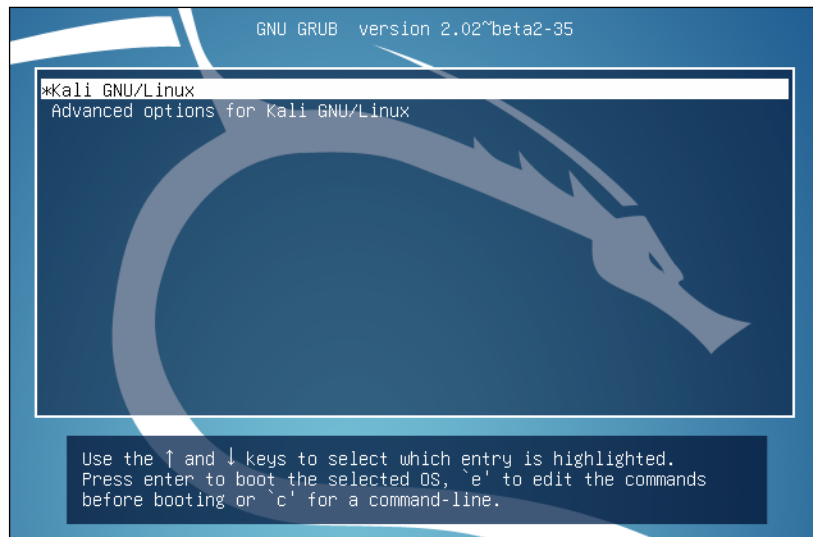 GNU GRUB version 2.02~beta2-35
*Kali GNU/Linux
Advanced options for Kali GNU/Linux
Use the ↑ and ↓ keys to select which entry is highlighted.
Press enter to boot the selected OS, `e' to edit the commands
before booting or `c' for a command-line.